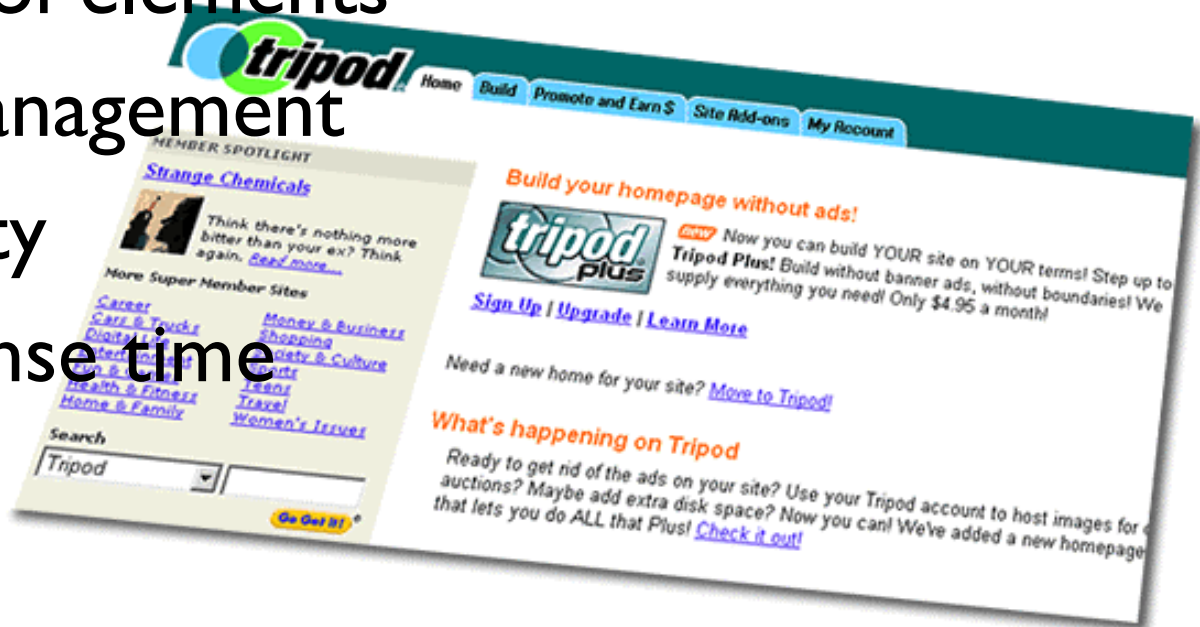 or elements
anagement
ty
nse time
tripod
Home
Build
Promote and Earn $
Site Add-ons
My Account
MEMBER SPOTLIGHT
Strange Chemicals
Think there's nothing more
bitter than your ex? Think
again. Read more...
More Super Member Sites
Career
Cars & Trucks
Health & Fitness
Home & Family
Money & Business
Shopping
Society & Culture
Sports
Teens
Travel
Women's Issues
Search
Tripod
Go Get It!
Build your homepage without ads!
tripod
plus
new Now you can build YOUR site on YOUR terms! Step up to
Tripod Plus! Build without banner ads, without boundaries! We
supply everything you need! Only $4.95 a month!
Sign Up | Upgrade | Learn More
Need a new home for your site? Move to Tripod!
What's happening on Tripod
Ready to get rid of the ads on your site? Use your Tripod account to host images for
auctions? Maybe add extra disk space? Now you can! We've added a new homepage
that lets you do ALL that Plus! Check it out!